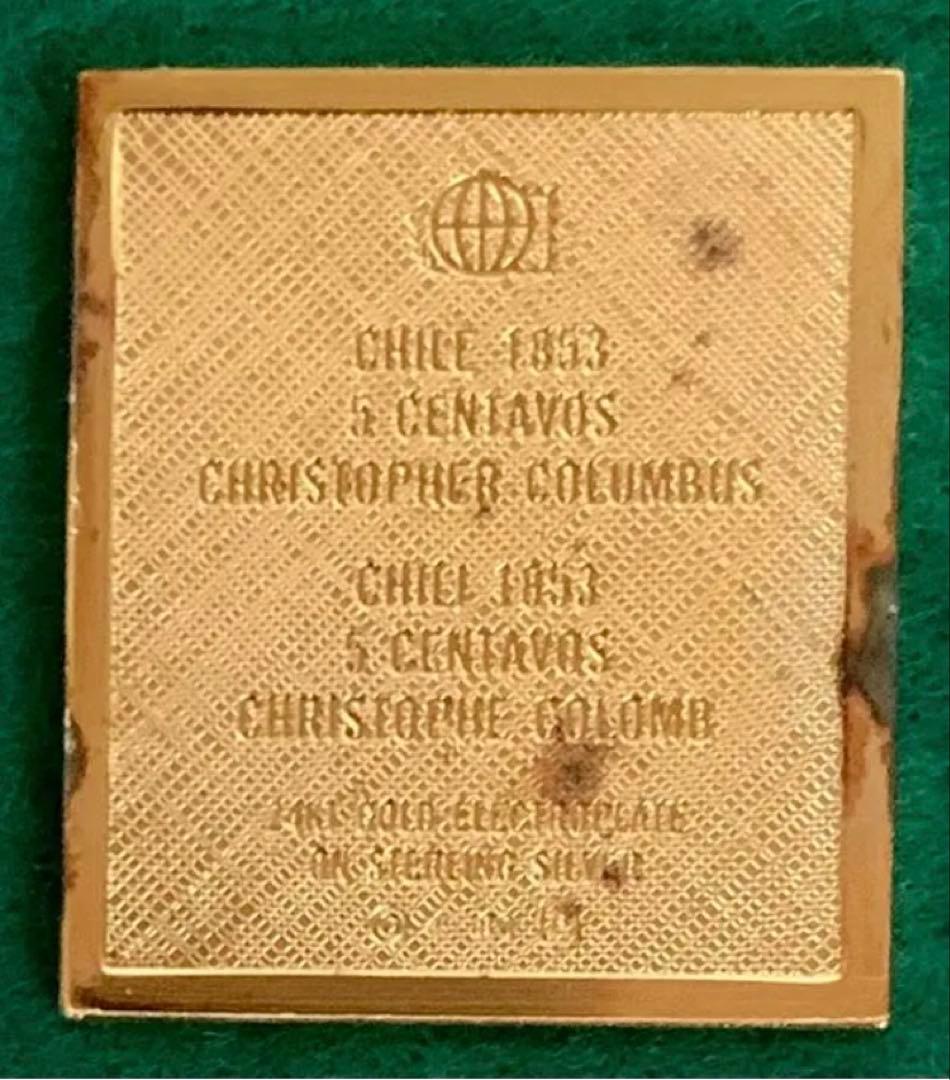 CHILE 1853
5 CENTAVOS
CHRISTOPHER COLUMBUS
CHILI 1853
5 CENTAVOS
CHRISTOPHE COLOMB
24KT GOLD ELECTROPLATE
ON STERLING SILVER
©